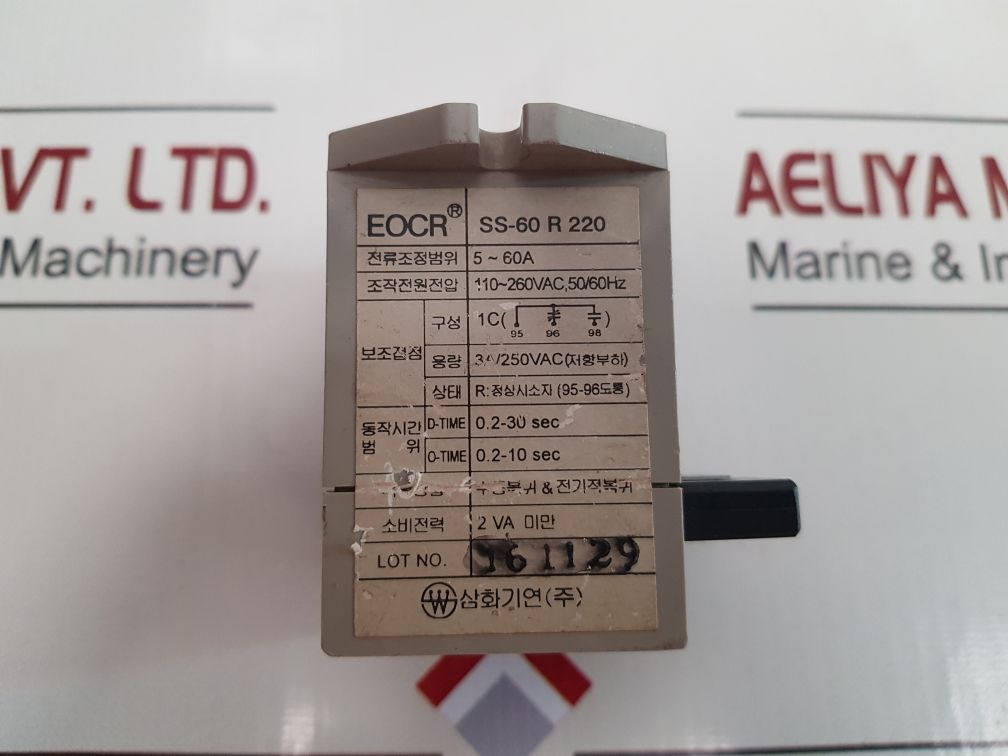 VT. LTD.
Machinery
AELIYA M
Marine & In
EOCR® SS-60 R 220
전류조정범위 5 ~ 60A
조작전원전압 110~260VAC,50/60Hz
보조접점
구성 1C(
)
95 96 98
용량 3A/250VAC(저항부하)
상태 R:정상시소자 (95-96도통)
동작시간
범 위
D-TIME 0.2-30 sec
O-TIME 0.2-10 sec
& 전기적복귀
소비전력 2 VA 미만
LOT NO. 161129
삼화기연(주)